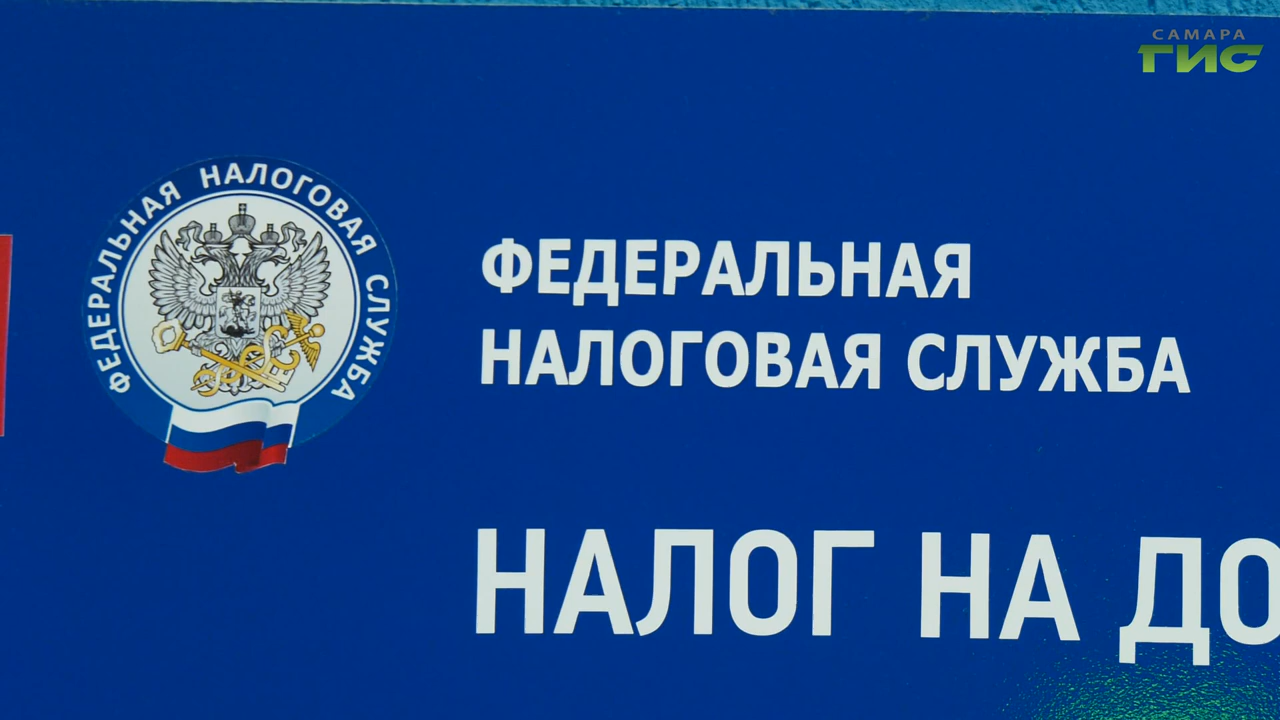 САМАРА
ГИС
ФЕДЕРАЛЬНАЯ НАЛОГОВАЯ СЛУЖБА
ФЕДЕРАЛЬНАЯ
НАЛОГОВАЯ СЛУЖБА
НАЛОГ НА ДО